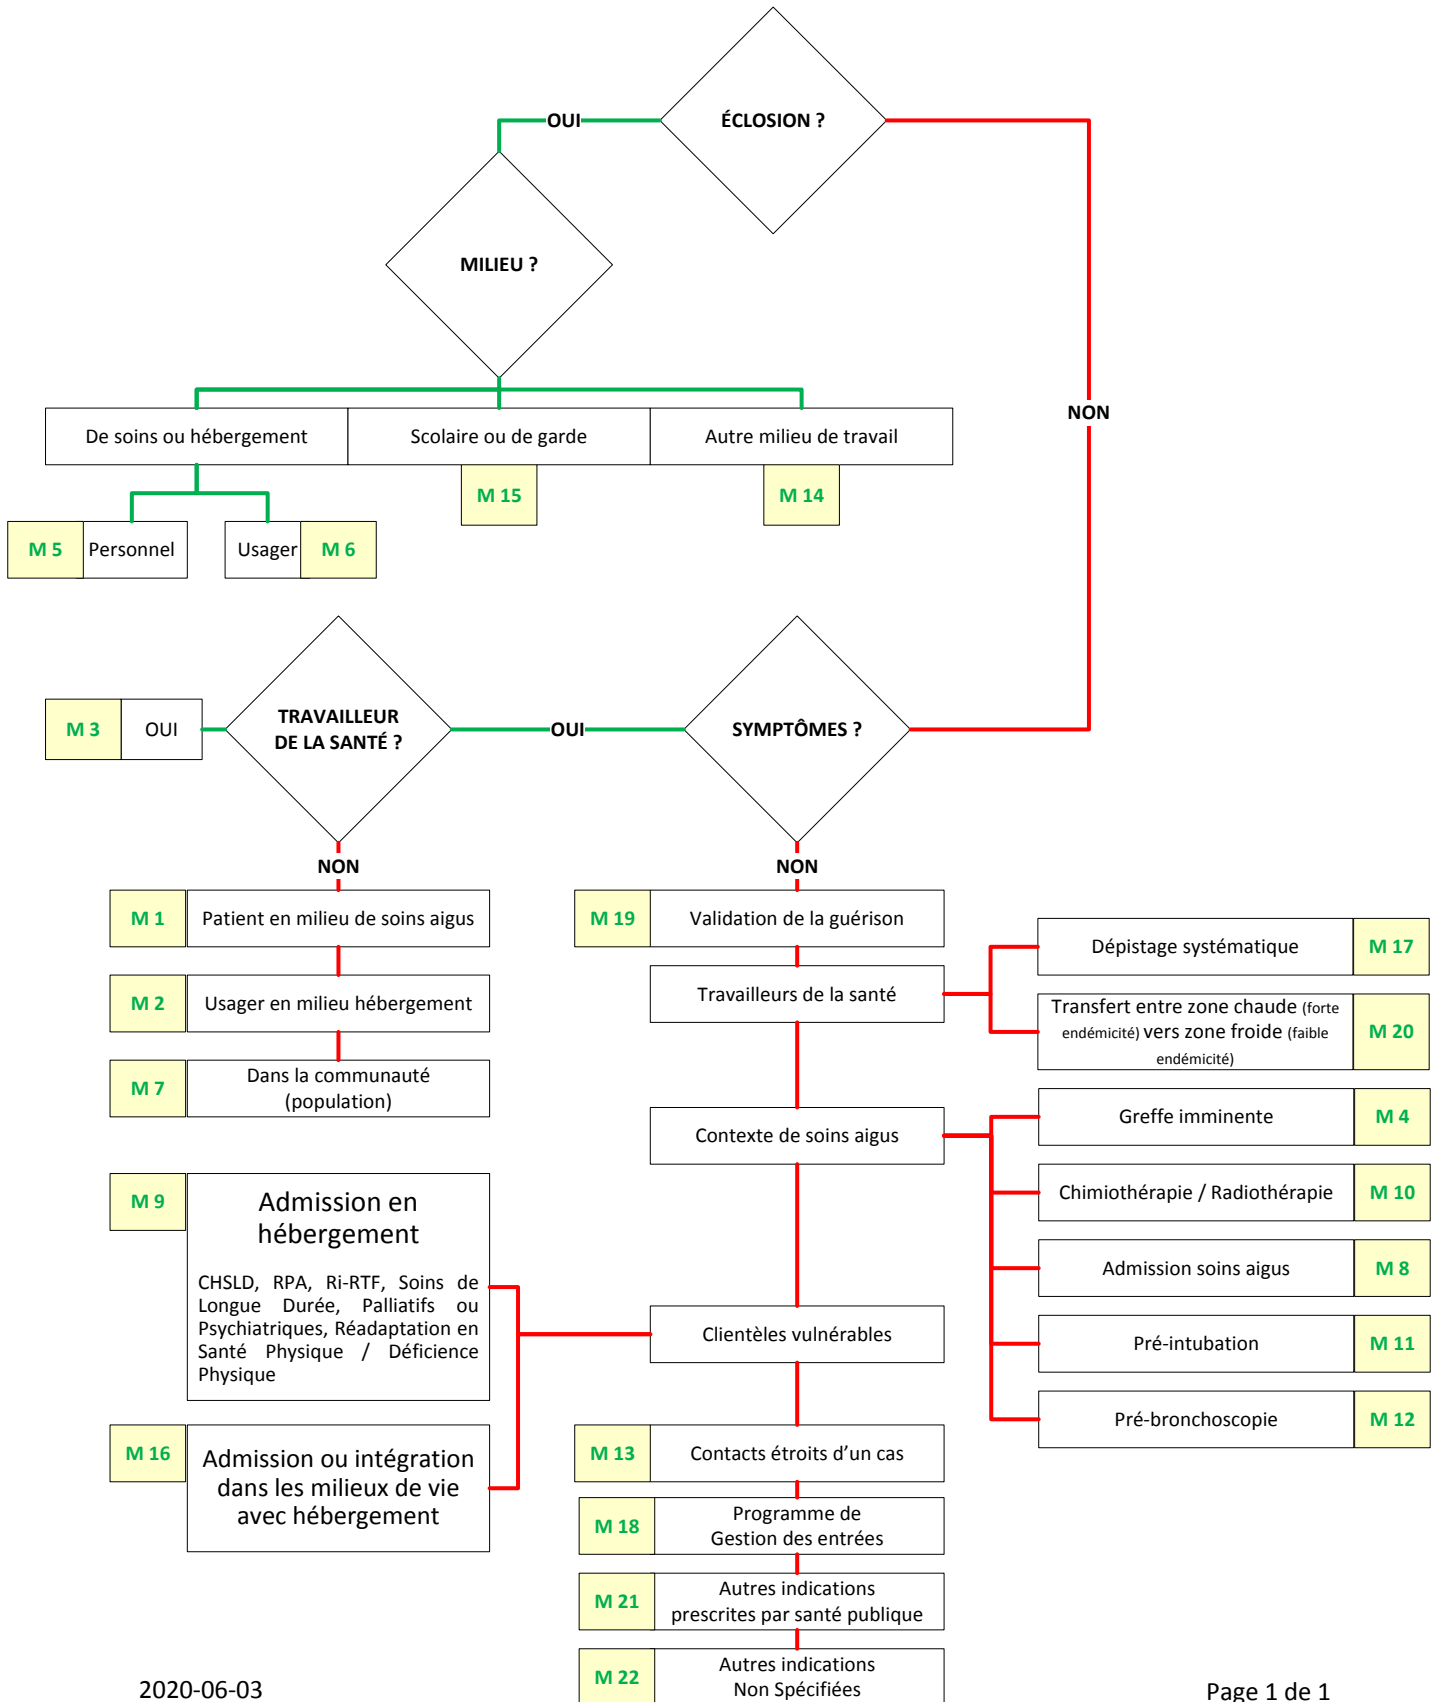 ÉCLOSION ?
OUI
MILIEU ?
NON
De soins ou hébergement
Scolaire ou de garde
Autre milieu de travail
M 15
M 14
M 5
Personnel
Usager
M 6
M 3
OUI
TRAVAILLEUR
DE LA SANTÉ ?
OUI
SYMPTÔMES ?
NON
NON
M 1
Patient en milieu de soins aigus
M 2
Usager en milieu hébergement
M 7
Dans la communauté
(population)
M 19
Validation de la guérison
Travailleurs de la santé
Dépistage systématique
M 17
Transfert entre zone chaude (forte
endémicité) vers zone froide (faible
endémicité)
M 20
Contexte de soins aigus
Greffe imminente
M 4
Chimiothérapie / Radiothérapie
M 10
Admission soins aigus
M 8
Pré-intubation
M 11
Pré-bronchoscopie
M 12
M 9
Admission en
hébergement
CHSLD, RPA, Ri-RTF, Soins de
Longue Durée, Palliatifs ou
Psychiatriques, Réadaptation en
Santé Physique / Déficience
Physique
Clientèles vulnérables
M 16
Admission ou intégration
dans les milieux de vie
avec hébergement
M 13
Contacts étroits d’un cas
M 18
Programme de
Gestion des entrées
M 21
Autres indications
prescrites par santé publique
M 22
Autres indications
Non Spécifiées
2020-06-03
Page 1 de 1